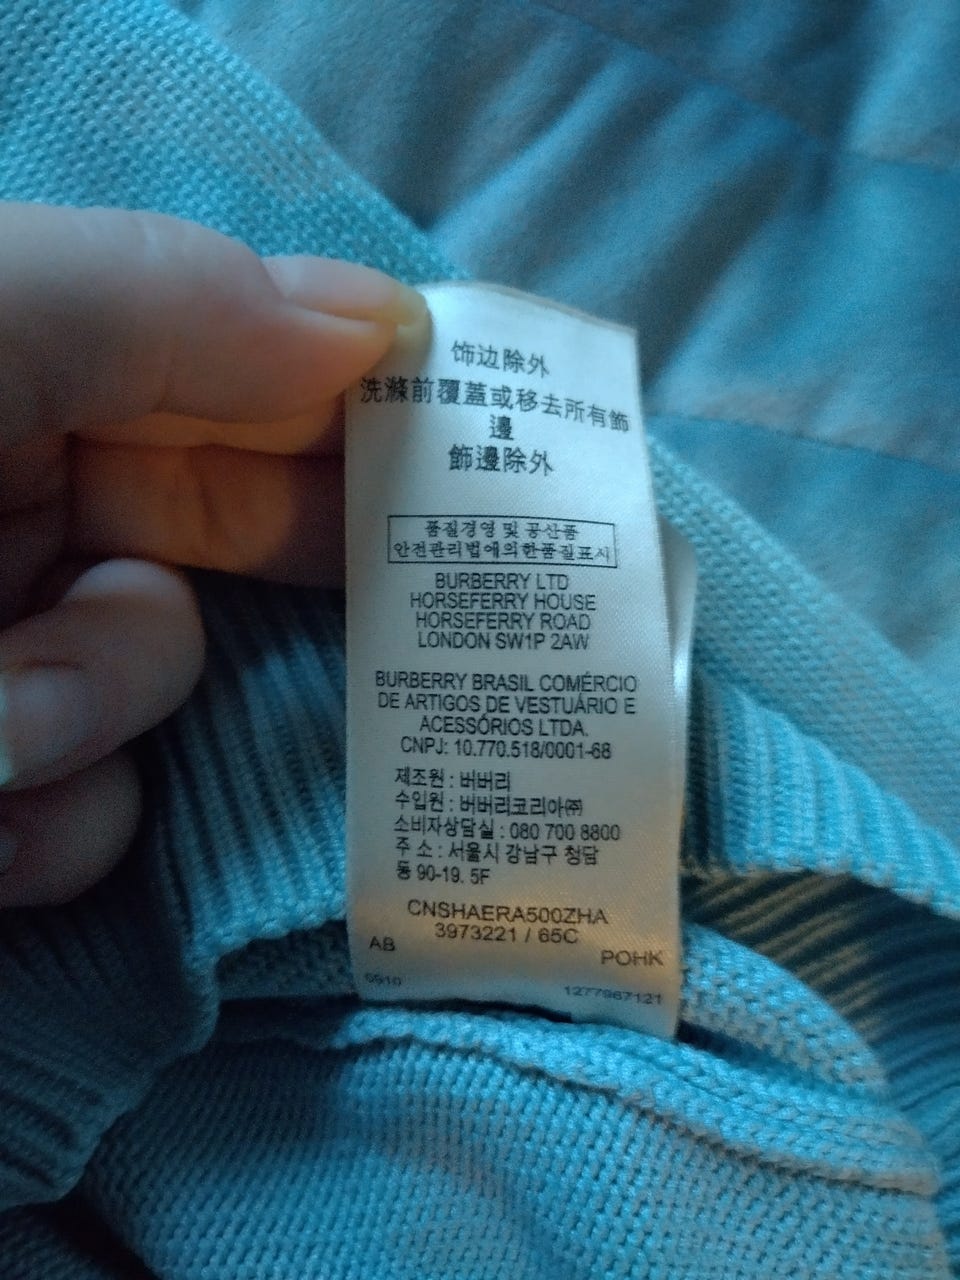 饰边除外
洗滌前覆蓋或移去所有飾
邊
飾邊除外
품질경영 및 공산품
안전관리법에의한품질표시
BURBERRY LTD
HORSEFERRY HOUSE
HORSEFERRY ROAD
LONDON SW1P 2AW
BURBERRY BRASIL COMÉRCIO
DE ARTIGOS DE VESTUÁRIO E
ACESSÓRIOS LTDA.
CNPJ: 10.770.518/0001-68
제조원 : 버버리
수입원 : 버버리코리아㈜
소비자상담실 : 080 700 8800
주 소 : 서울시 강남구 청담
동 90-19. 5F
CNSHAERA500ZHA
3973221 / 65C
AB POHK
1277967121